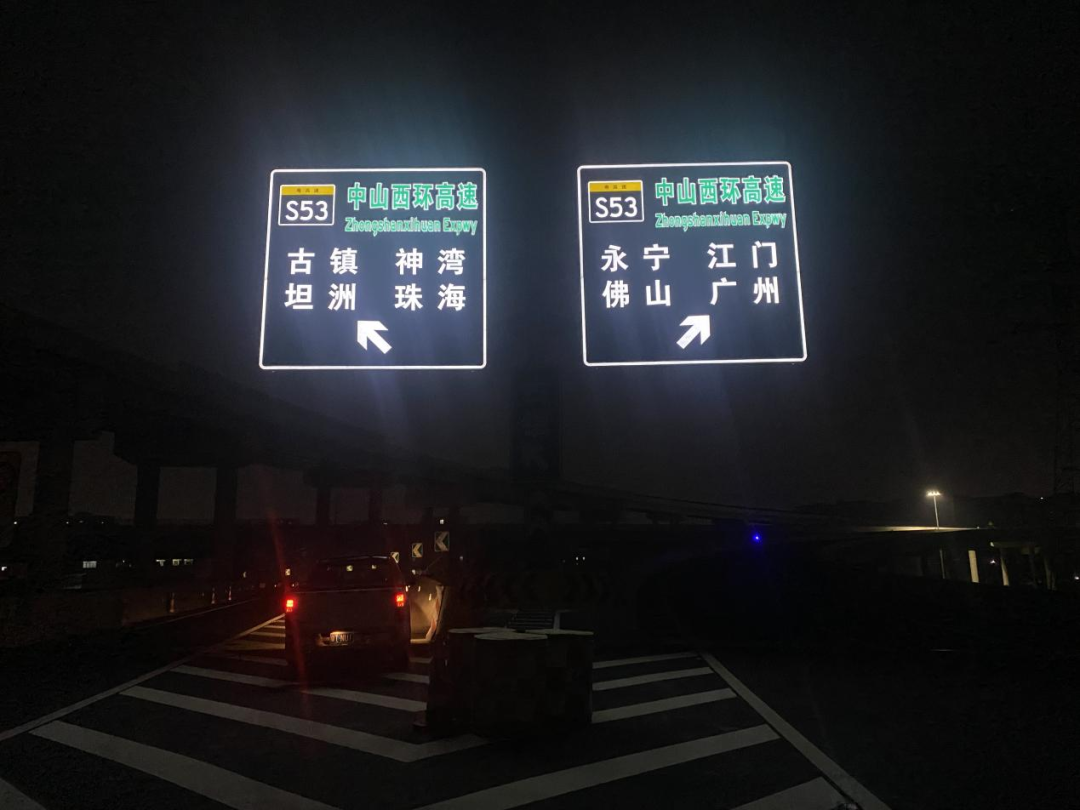 中山西环高速
S53
Zhongshanxihuan Expwy
古镇 神湾
坦洲 珠海
中山西环高速
S53
Zhongshanxihuan Expwy
永宁 江门
佛山 广州